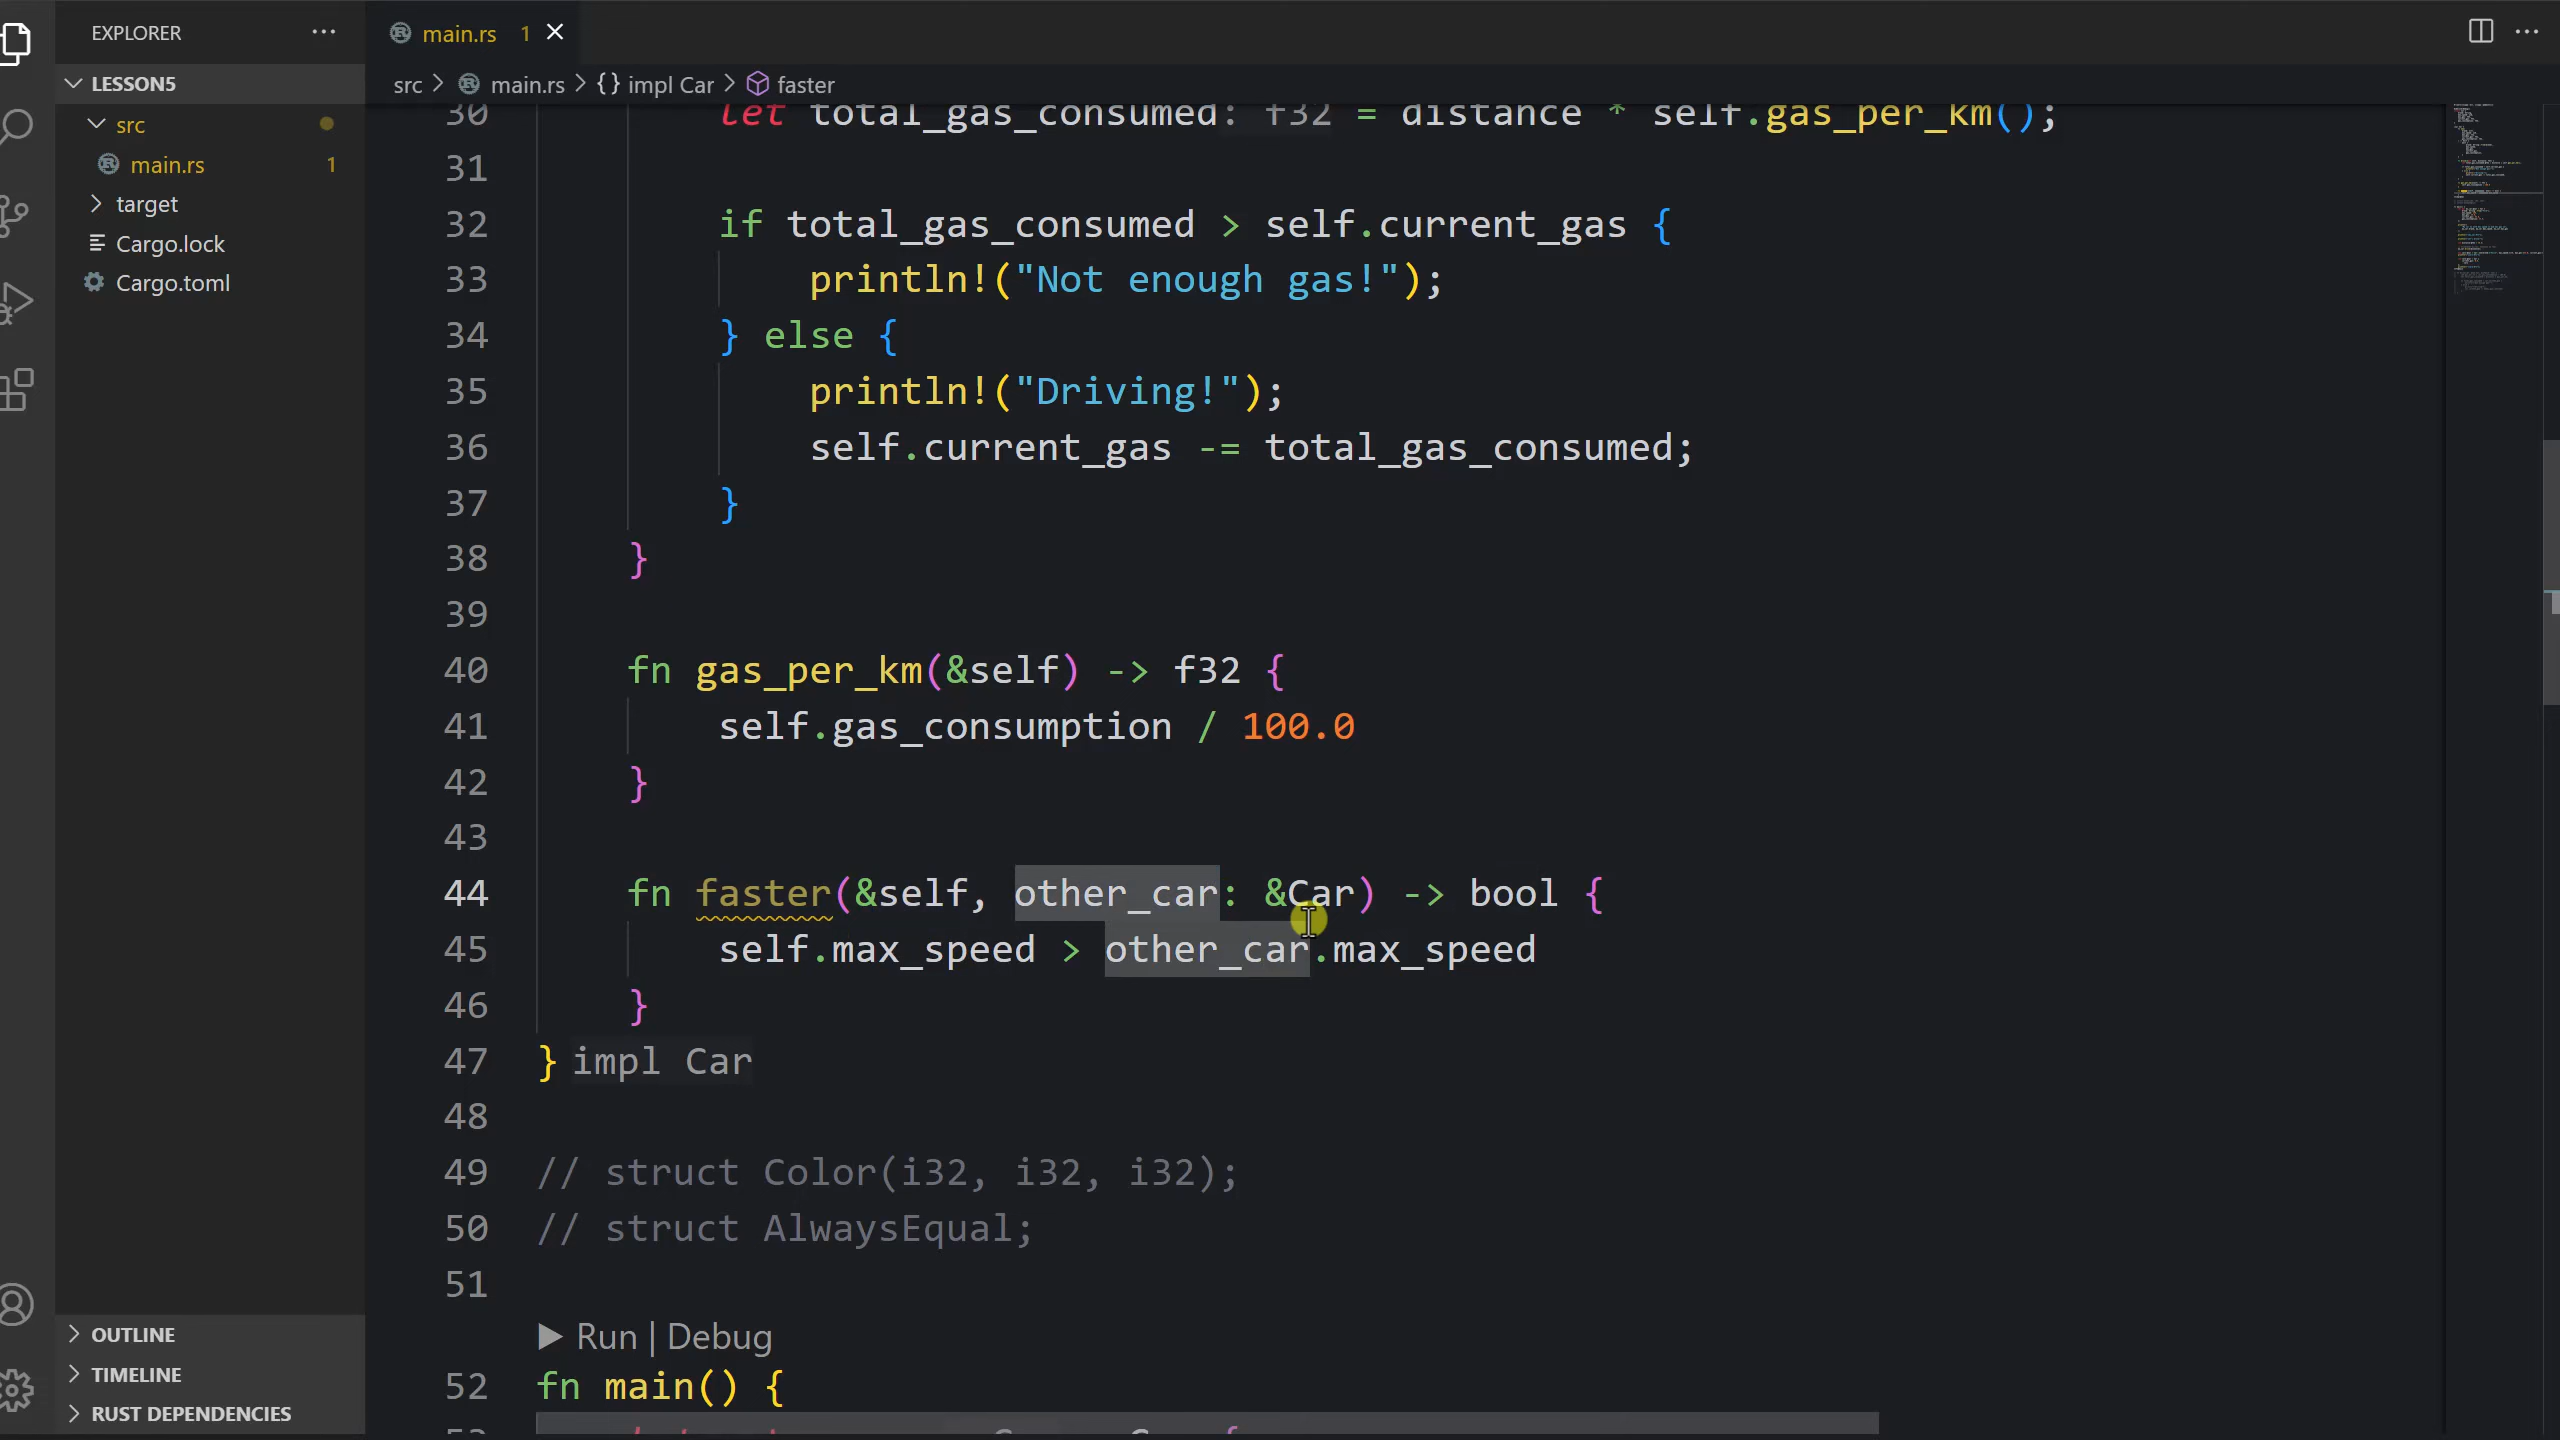 EXPLORER
LESSON5
src
main.rs 1
target
Cargo.lock
Cargo.toml
OUTLINE
TIMELINE
RUST DEPENDENCIES
main.rs 1
src > main.rs > {} impl Car > faster
30 let total_gas_consumed: f32 = distance * self.gas_per_km();
31
32 if total_gas_consumed > self.current_gas {
33 println!("Not enough gas!");
34 } else {
35 println!("Driving!");
36 self.current_gas -= total_gas_consumed;
37 }
38 }
39
40 fn gas_per_km(&self) -> f32 {
41 self.gas_consumption / 100.0
42 }
43
44 fn faster(&self, other_car: &Car) -> bool {
45 self.max_speed > other_car.max_speed
46 }
47 } impl Car
48
49 // struct Color(i32, i32, i32);
50 // struct AlwaysEqual;
51
Run | Debug
52 fn main() {